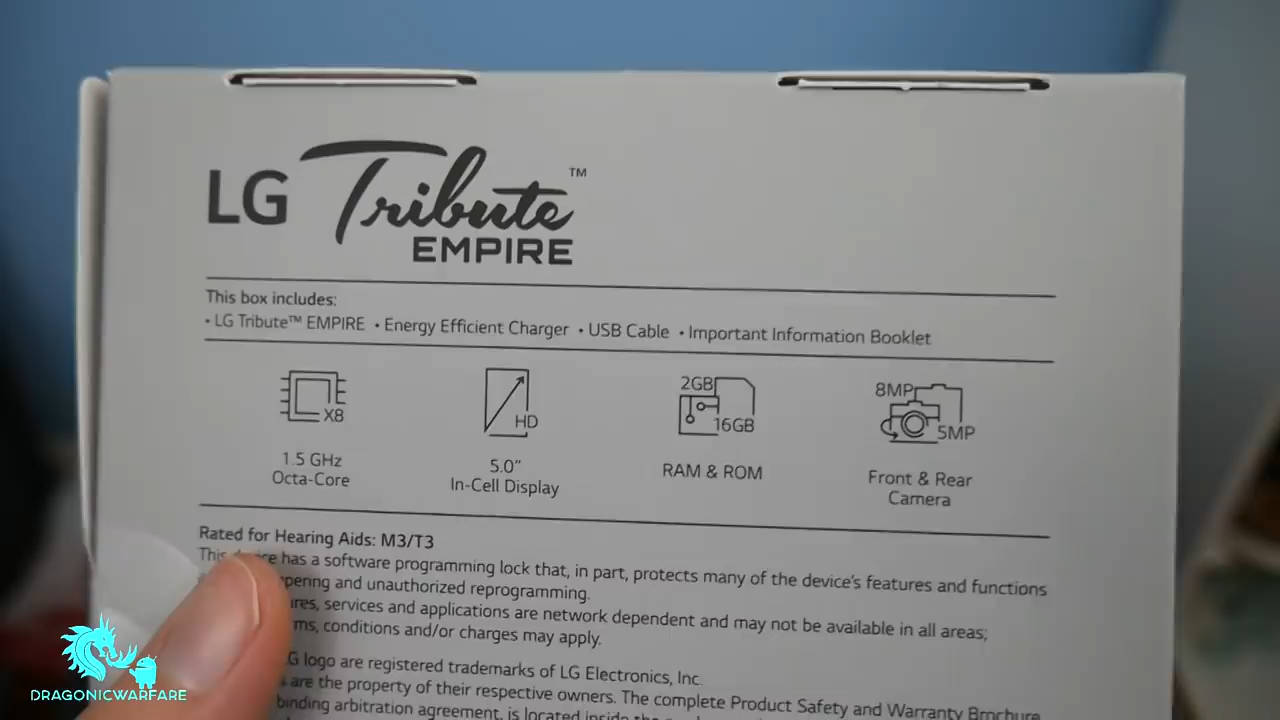 LG Tribute™
EMPIRE
This box includes:
• LG Tribute™ EMPIRE • Energy Efficient Charger • USB Cable • Important Information Booklet
X8
HD
2GB
16GB
8MP
5MP
1.5 GHz
Octa-Core
5.0”
In-Cell Display
RAM & ROM
Front & Rear
Camera
Rated for Hearing Aids: M3/T3
This device has a software programming lock that, in part, protects many of the device’s features and functions
and unauthorized reprogramming.
services and applications are network dependent and may not be available in all areas;
conditions and/or charges may apply.
logo are registered trademarks of LG Electronics, Inc.
are the property of their respective owners. The complete Product Safety and Warranty Brochure,
binding arbitration agreement, is located inside the
DRAGONICWARFARE